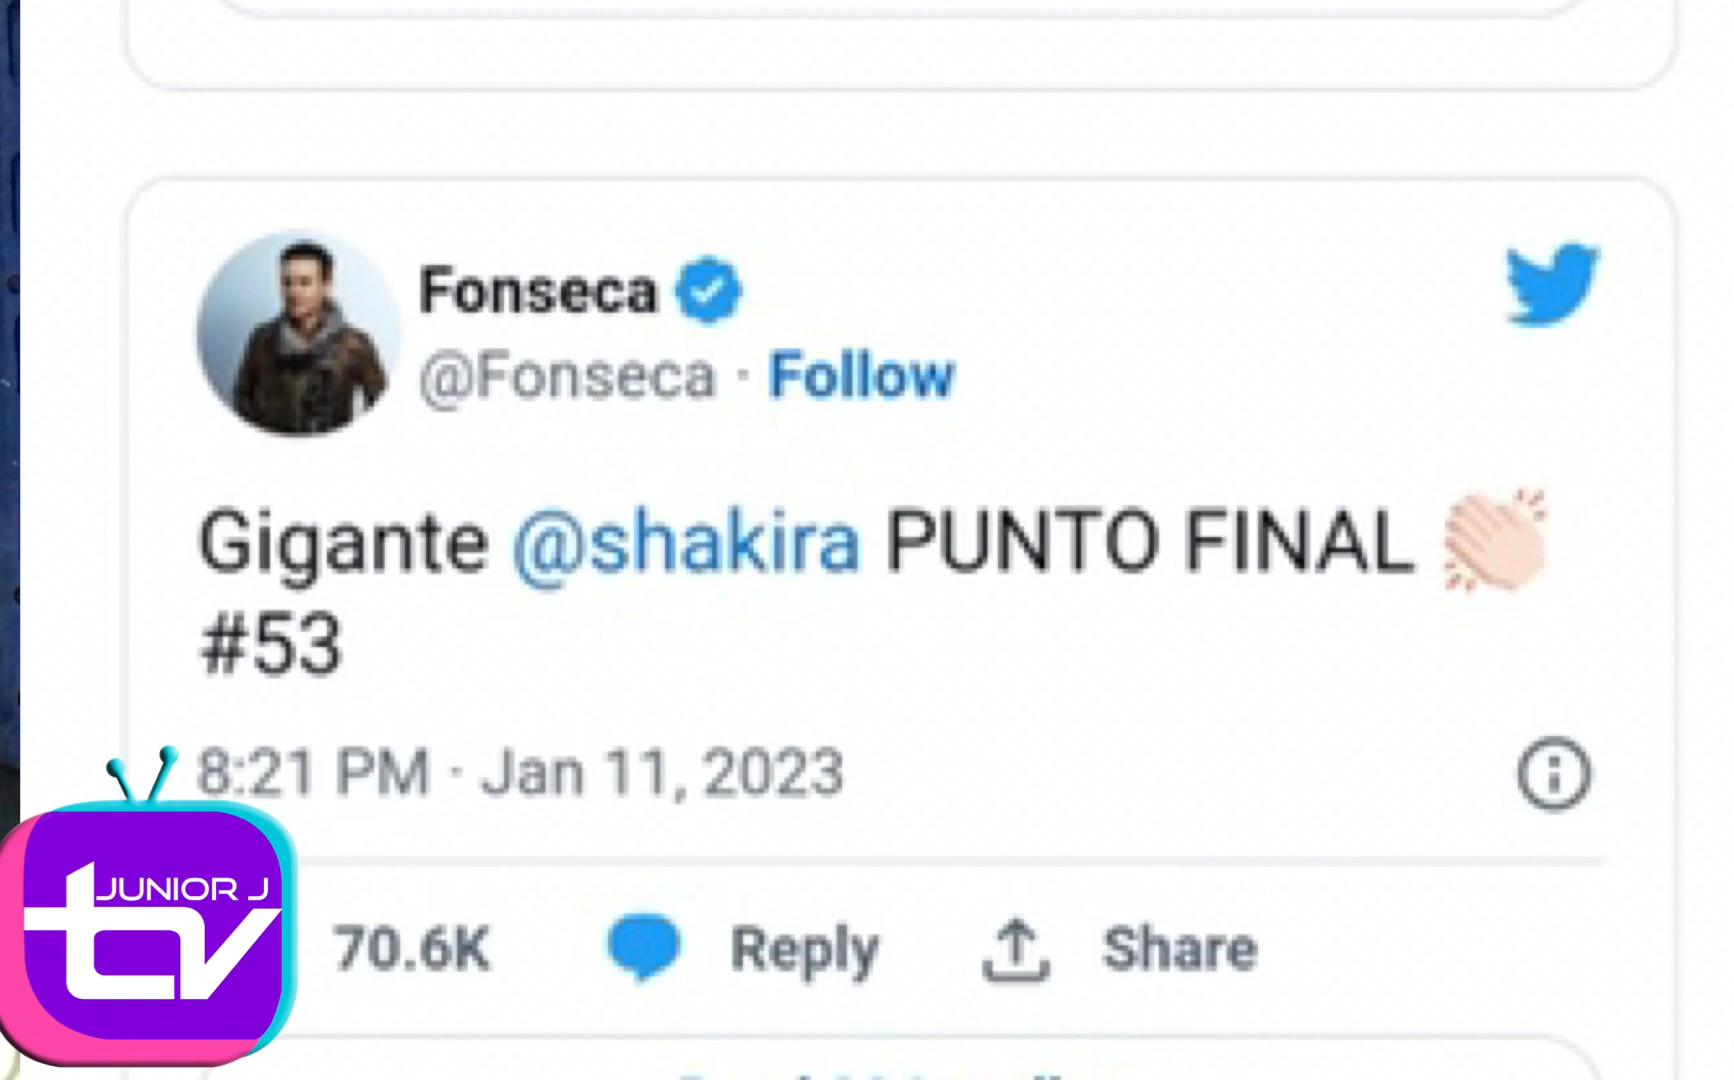 Fonseca
@Fonseca · Follow
Gigante @shakira PUNTO FINAL 👏🏻
#53
8:21 PM · Jan 11, 2023
70.6K Reply Share
JUNIOR J
tv